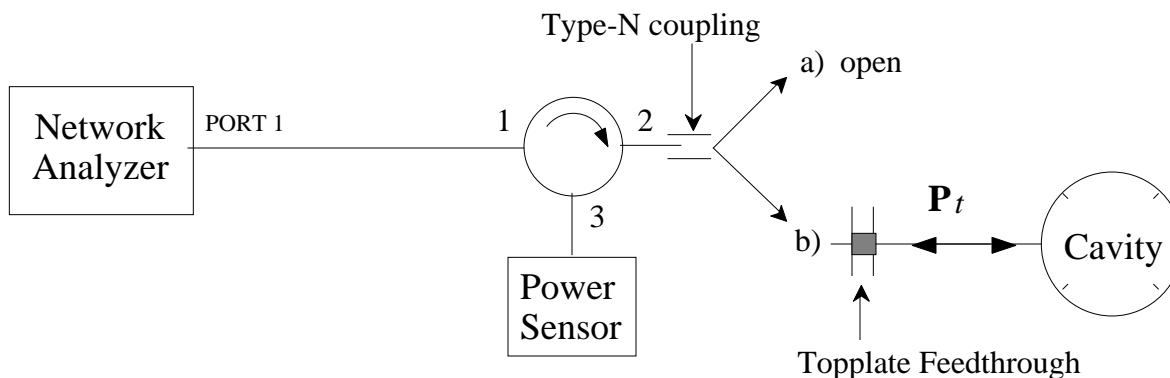 Type-N coupling
a) open
Network
Analyzer
PORT 1
1
2
3
Power
Sensor
b)
Pt
Cavity
Topplate Feedthrough